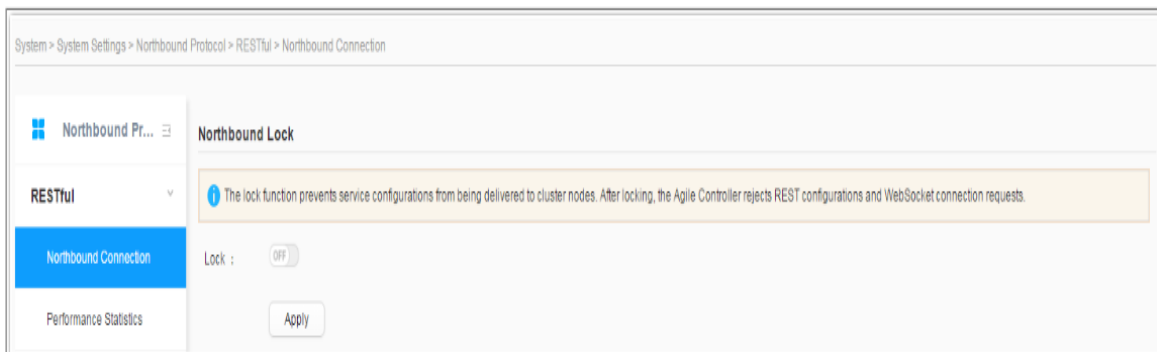 System > System Settings > Northbound Protocol > RESTful > Northbound Connection
Northbound Pr...
Northbound Lock
RESTful
The lock function prevents service configurations from being delivered to cluster nodes. After locking, the Agile Controller rejects REST configurations and WebSocket connection requests.
Northbound Connection
Lock :
OFF
Performance Statistics
Apply